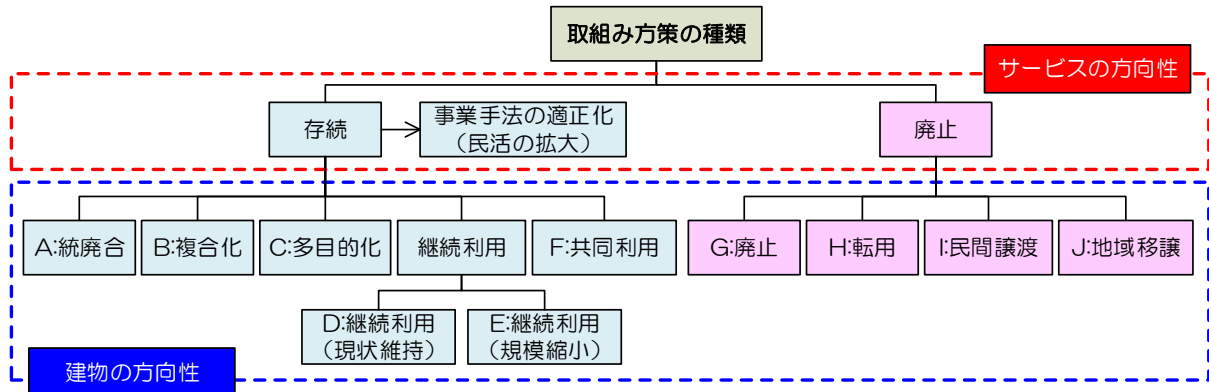 取組み方策の種類
サービスの方向性
存続
事業手法の適正化
（民活の拡大）
廃止
A:統廃合
B:複合化
C:多目的化
継続利用
F:共同利用
G:廃止
H:転用
I:民間譲渡
J:地域移譲
D:継続利用
（現状維持）
E:継続利用
（規模縮小）
建物の方向性